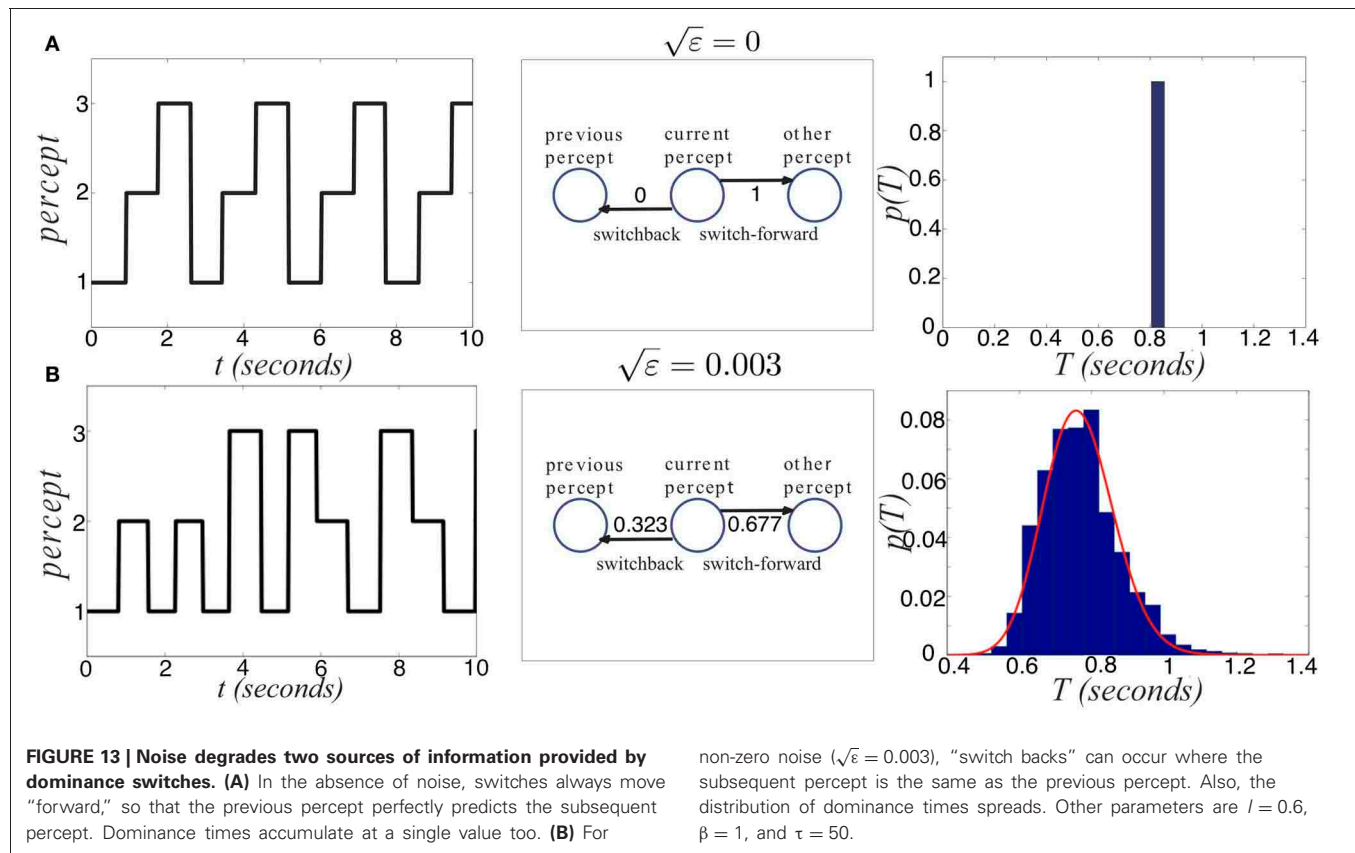 A
√ε = 0
percept
3
2
1
0 2 4 6 8 10
t (seconds)
previous percept
current percept
other percept
0
1
switchback
switch-forward
p(T)
1
0.8
0.6
0.4
0.2
0
0 0.2 0.4 0.6 0.8 1 1.2 1.4
T (seconds)
B
√ε = 0.003
percept
3
2
1
0 2 4 6 8 10
t (seconds)
previous percept
current percept
other percept
0.323
0.677
switchback
switch-forward
p(T)
0.08
0.06
0.04
0.02
0
0.4 0.6 0.8 1 1.2 1.4
T (seconds)
FIGURE 13 | Noise degrades two sources of information provided by
dominance switches. (A) In the absence of noise, switches always move
“forward,” so that the previous percept perfectly predicts the subsequent
percept. Dominance times accumulate at a single value too. (B) For
non-zero noise (√ε = 0.003), “switch backs” can occur where the
subsequent percept is the same as the previous percept. Also, the
distribution of dominance times spreads. Other parameters are I = 0.6,
β = 1, and τ = 50.